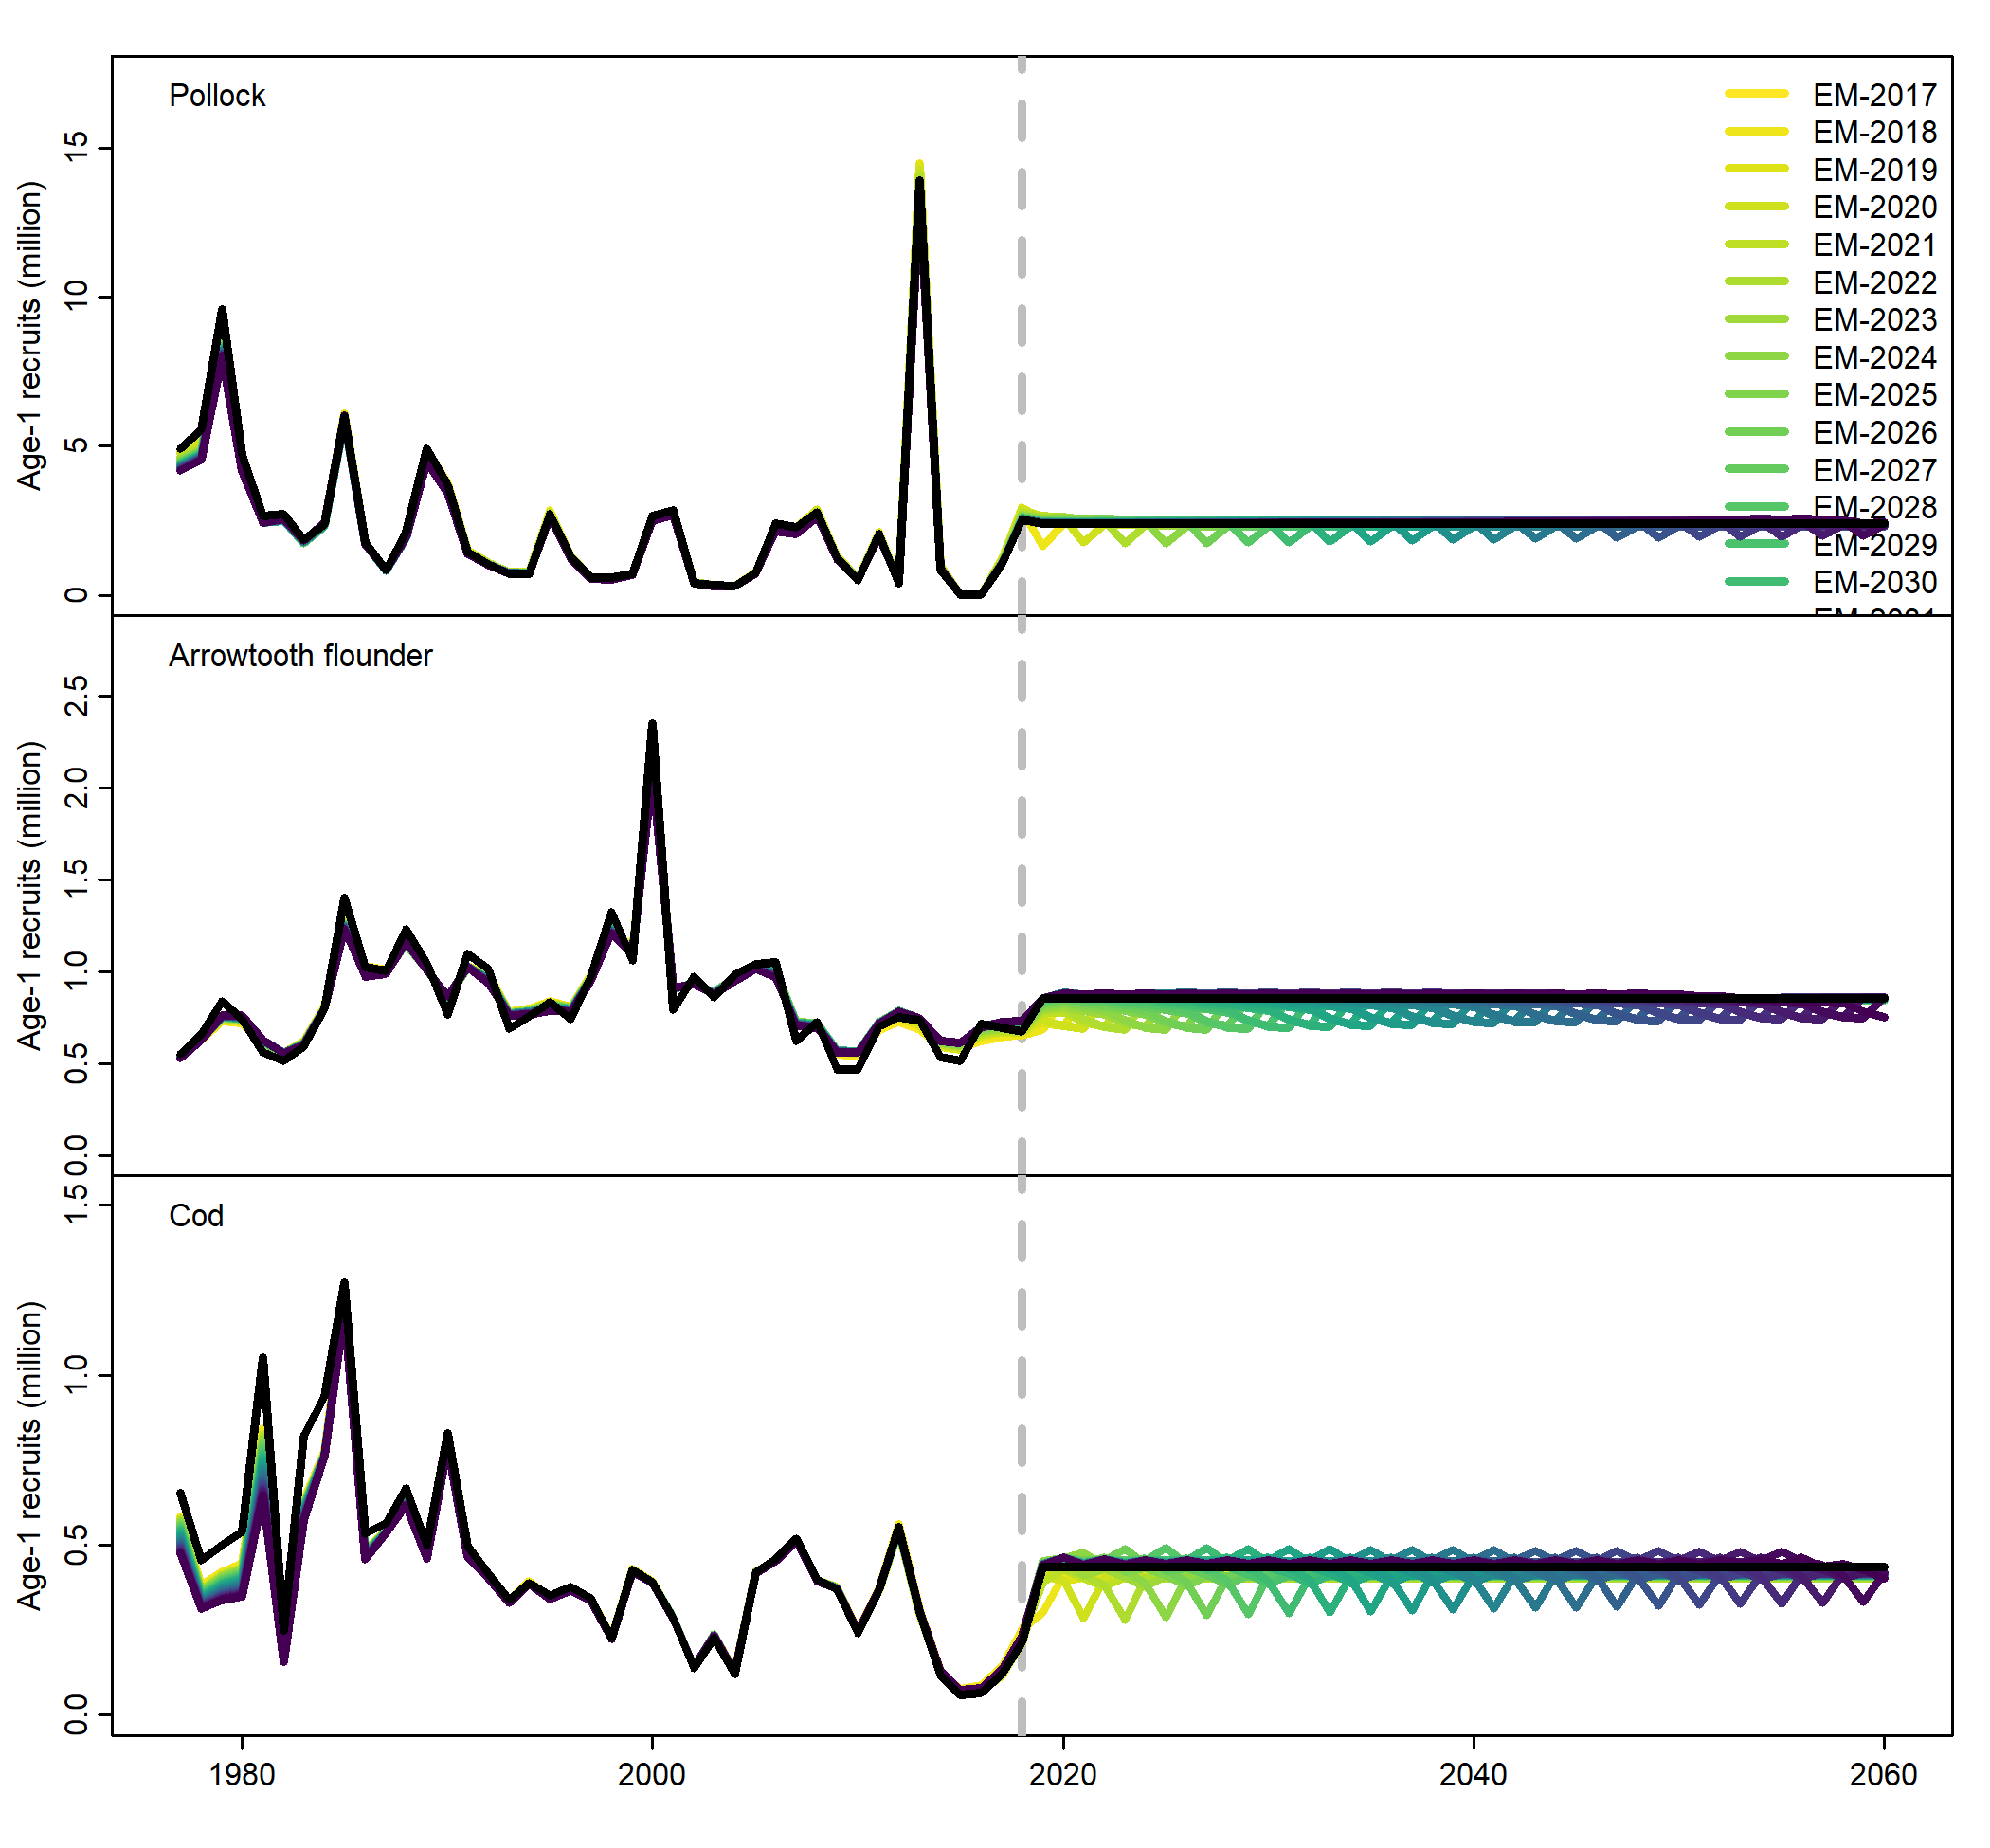 Pollock
Age-1 recruits (million)
15
10
5
0
EM-2017
EM-2018
EM-2019
EM-2020
EM-2021
EM-2022
EM-2023
EM-2024
EM-2025
EM-2026
EM-2027
EM-2028
EM-2029
EM-2030
Arrowtooth flounder
Age-1 recruits (million)
2.5
2.0
1.5
1.0
0.5
0.0
Cod
Age-1 recruits (million)
1.5
1.0
0.5
0.0
1980 2000 2020 2040 2060